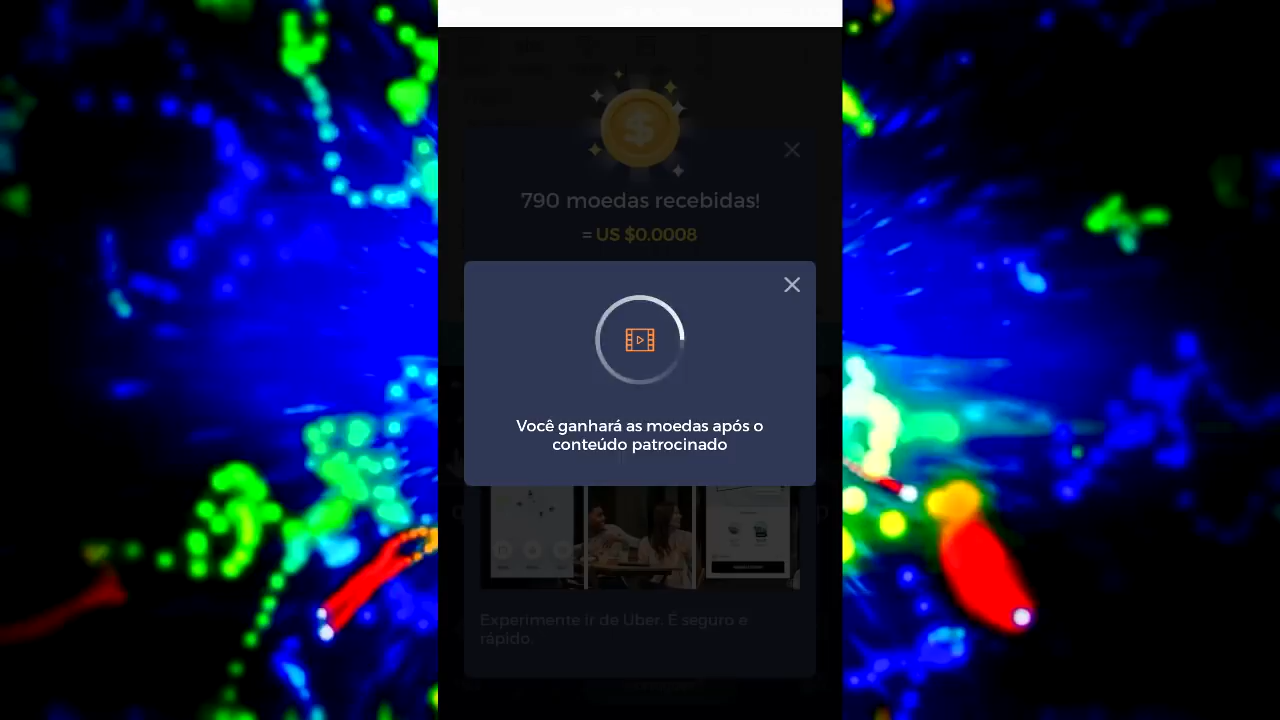 790 moedas recebidas!
= US $0.0008
Você ganhará as moedas após o
conteúdo patrocinado
Experimente ir de Uber. É seguro e
rápido.